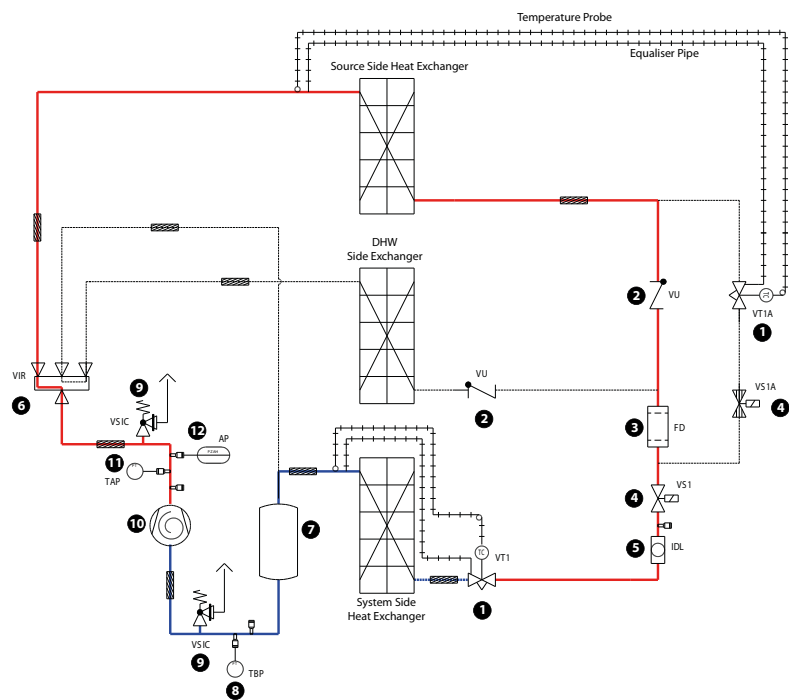 Temperature Probe
Equaliser Pipe
Source Side Heat Exchanger
DHW
Side Exchanger
2
VU
VT1A
1
VIR
6
9
VSIC
VU
2
VS1A
4
12
AP
3
FD
11
TAP
VS1
4
10
7
TC
VT1
5
IDL
1
System Side
Heat Exchanger
VSIC
9
TBP
8